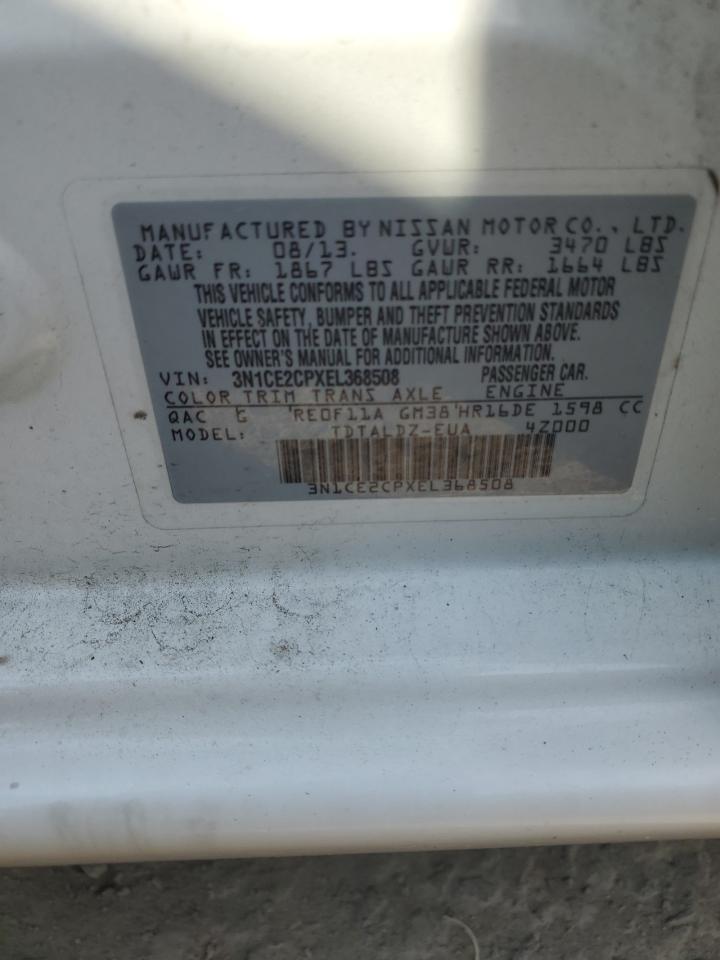 MANUFACTURED BY NISSAN MOTOR CO., LTD.
DATE: 08/13. GVWR: 3470 LBS
GAWR FR: 1867 LBS GAWR RR: 1664 LBS
THIS VEHICLE CONFORMS TO ALL APPLICABLE FEDERAL MOTOR
VEHICLE SAFETY, BUMPER AND THEFT PREVENTION STANDARDS
IN EFFECT ON THE DATE OF MANUFACTURE SHOWN ABOVE.
SEE OWNER'S MANUAL FOR ADDITIONAL INFORMATION.
VIN: 3N1CE2CPXEL368508 PASSENGER CAR.
COLOR TRIM TRANS AXLE ENGINE
QAC G RE0F11A GM38 HR16DE 1598 CC
MODEL: TDTALDZ-EUA 4Z000
3N1CE2CPXEL368508